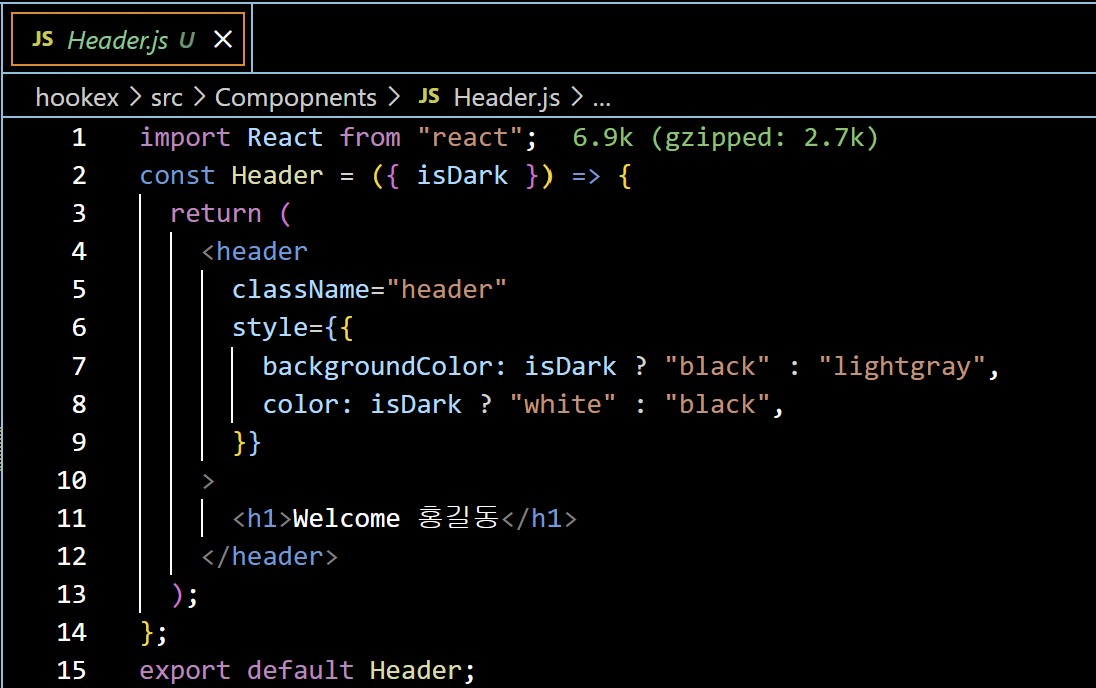 JS Header.js U ×
hookex > src > Compopnents > JS Header.js > ...
1 import React from "react"; 6.9k (gzipped: 2.7k)
2 const Header = ({ isDark }) => {
3 return (
4 <header
5 className="header"
6 style={{
7 backgroundColor: isDark ? "black" : "lightgray",
8 color: isDark ? "white" : "black",
9 }}
10 >
11 <h1>Welcome 홍길동</h1>
12 </header>
13 );
14 };
15 export default Header;